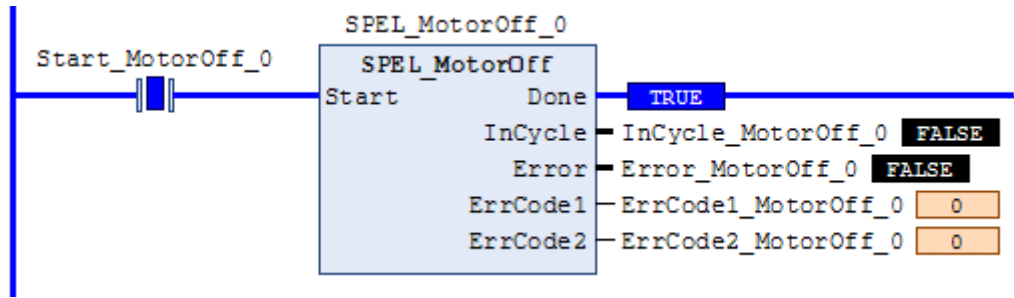 SPEL_MotorOff_0
Start_MotorOff_0
SPEL_MotorOff
Start Done TRUE
InCycle InCycle_MotorOff_0 FALSE
Error Error_MotorOff_0 FALSE
ErrCode1 ErrCode1_MotorOff_0 0
ErrCode2 ErrCode2_MotorOff_0 0